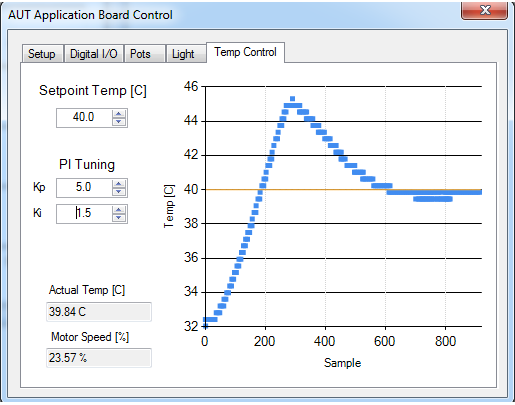 AUT Application Board Control
Setup Digital I/O Pots Light Temp Control
Setpoint Temp [C]
40.0
PI Tuning
Kp 5.0
Ki 1.5
Actual Temp [C]
39.84 C
Motor Speed [%]
23.57 %
Temp [C]
46
44
42
40
38
36
34
32
0 200 400 600 800
Sample